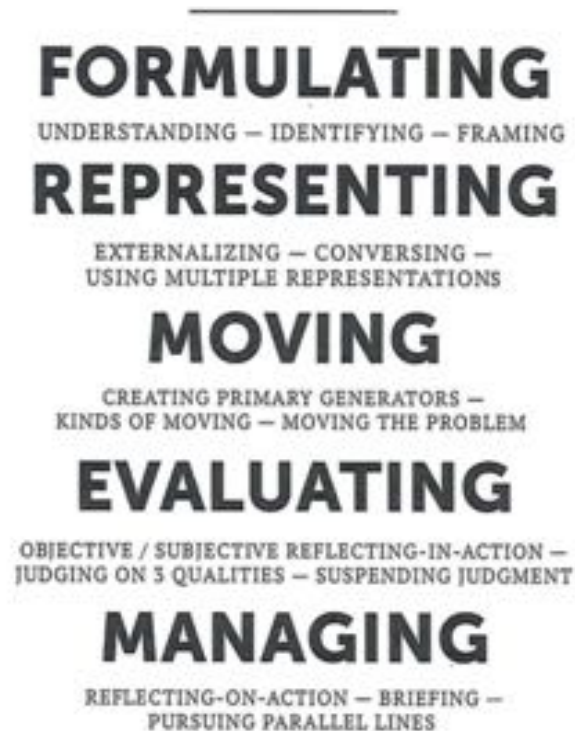 FORMULATING
UNDERSTANDING — IDENTIFYING — FRAMING
REPRESENTING
EXTERNALIZING — CONVERSING —
USING MULTIPLE REPRESENTATIONS
MOVING
CREATING PRIMARY GENERATORS —
KINDS OF MOVING — MOVING THE PROBLEM
EVALUATING
OBJECTIVE / SUBJECTIVE REFLECTING-IN-ACTION —
JUDGING ON 3 QUALITIES — SUSPENDING JUDGMENT
MANAGING
REFLECTING-ON-ACTION — BRIEFING —
PURSUING PARALLEL LINES